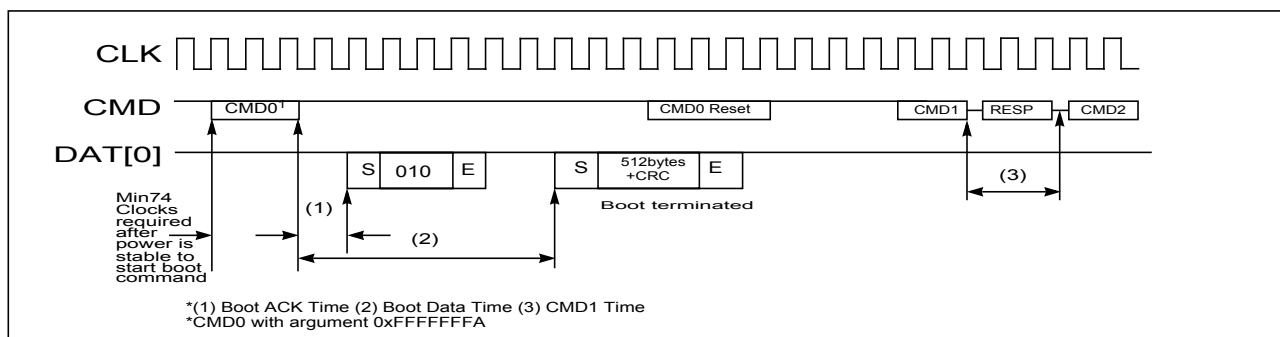 CLK
CMD
CMD0¹
CMD0 Reset
CMD1
RESP
CMD2
DAT[0]
S
010
E
S
512bytes
+CRC
E
(3)
Boot terminated
Min74
Clocks
required
after
power is
stable to
start boot
command
(1)
(2)
*(1) Boot ACK Time (2) Boot Data Time (3) CMD1 Time
*CMD0 with argument 0xFFFFFFFA